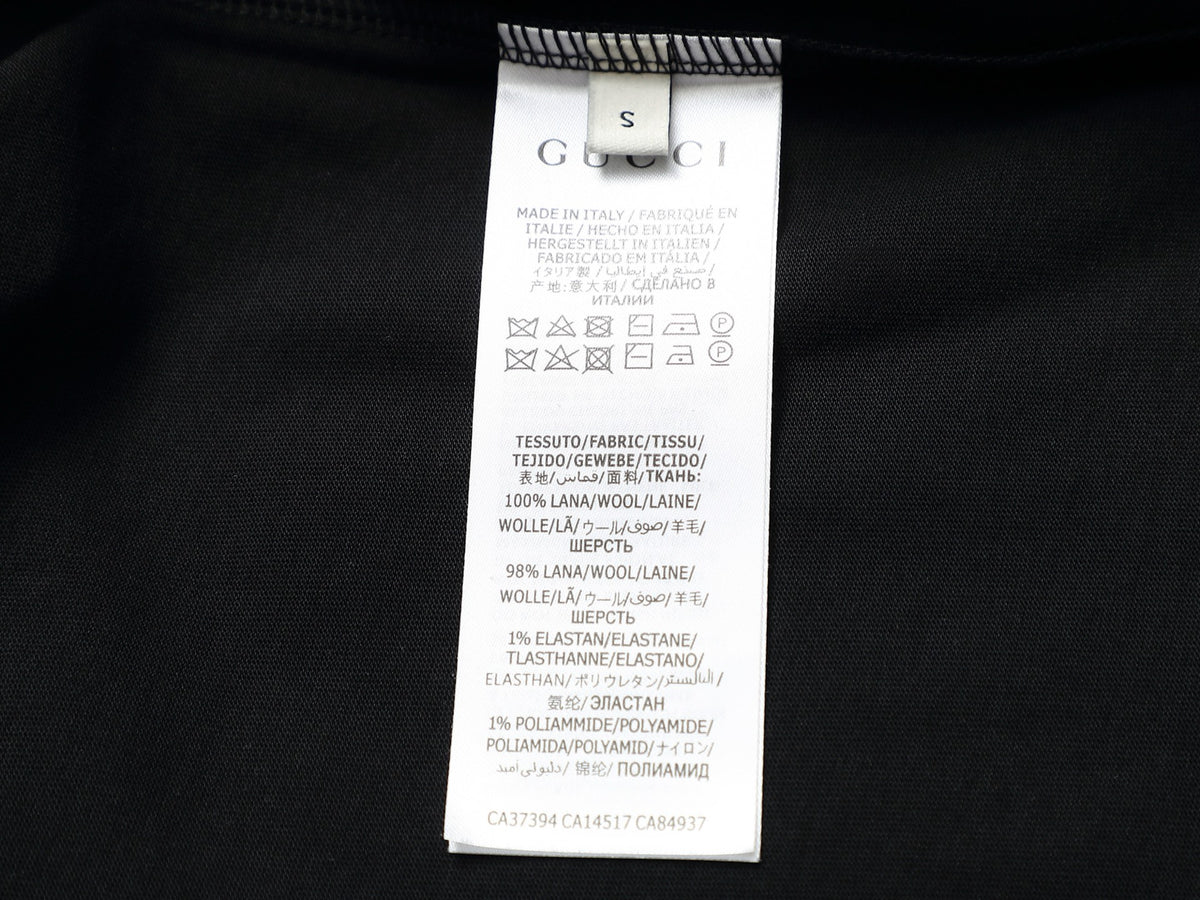 S
GUCCI
MADE IN ITALY / FABRIQUÉ EN
ITALIE / HECHO EN ITALIA /
HERGESTELLT IN ITALIEN /
FABRICADO EM ITÁLIA /
イタリア製 / صنع في إيطاليا /
产地:意大利 / СДЕЛАНО В
ИТАЛИИ
P
P
TESSUTO/FABRIC/TISSU/
TEJIDO/GEWEBE/TECIDO/
表地/قماس/面料/ТКАНЬ:
100% LANA/WOOL/LAINE/
WOLLE/LÃ/ウール/صوف/羊毛/
ШЕРСТЬ
98% LANA/WOOL/LAINE/
WOLLE/LÃ/ウール/صوف/羊毛/
ШЕРСТЬ
1% ELASTAN/ELASTANE/
TLASTHANNE/ELASTANO/
ELASTHAN/ポリウレタン/
氨纶/ЭЛАСТАН
1% POLIAMMIDE/POLYAMIDE/
POLIAMIDA/POLYAMID/ナイロン/
/锦纶/ПОЛИАМИД
CA37394 CA14517 CA84937